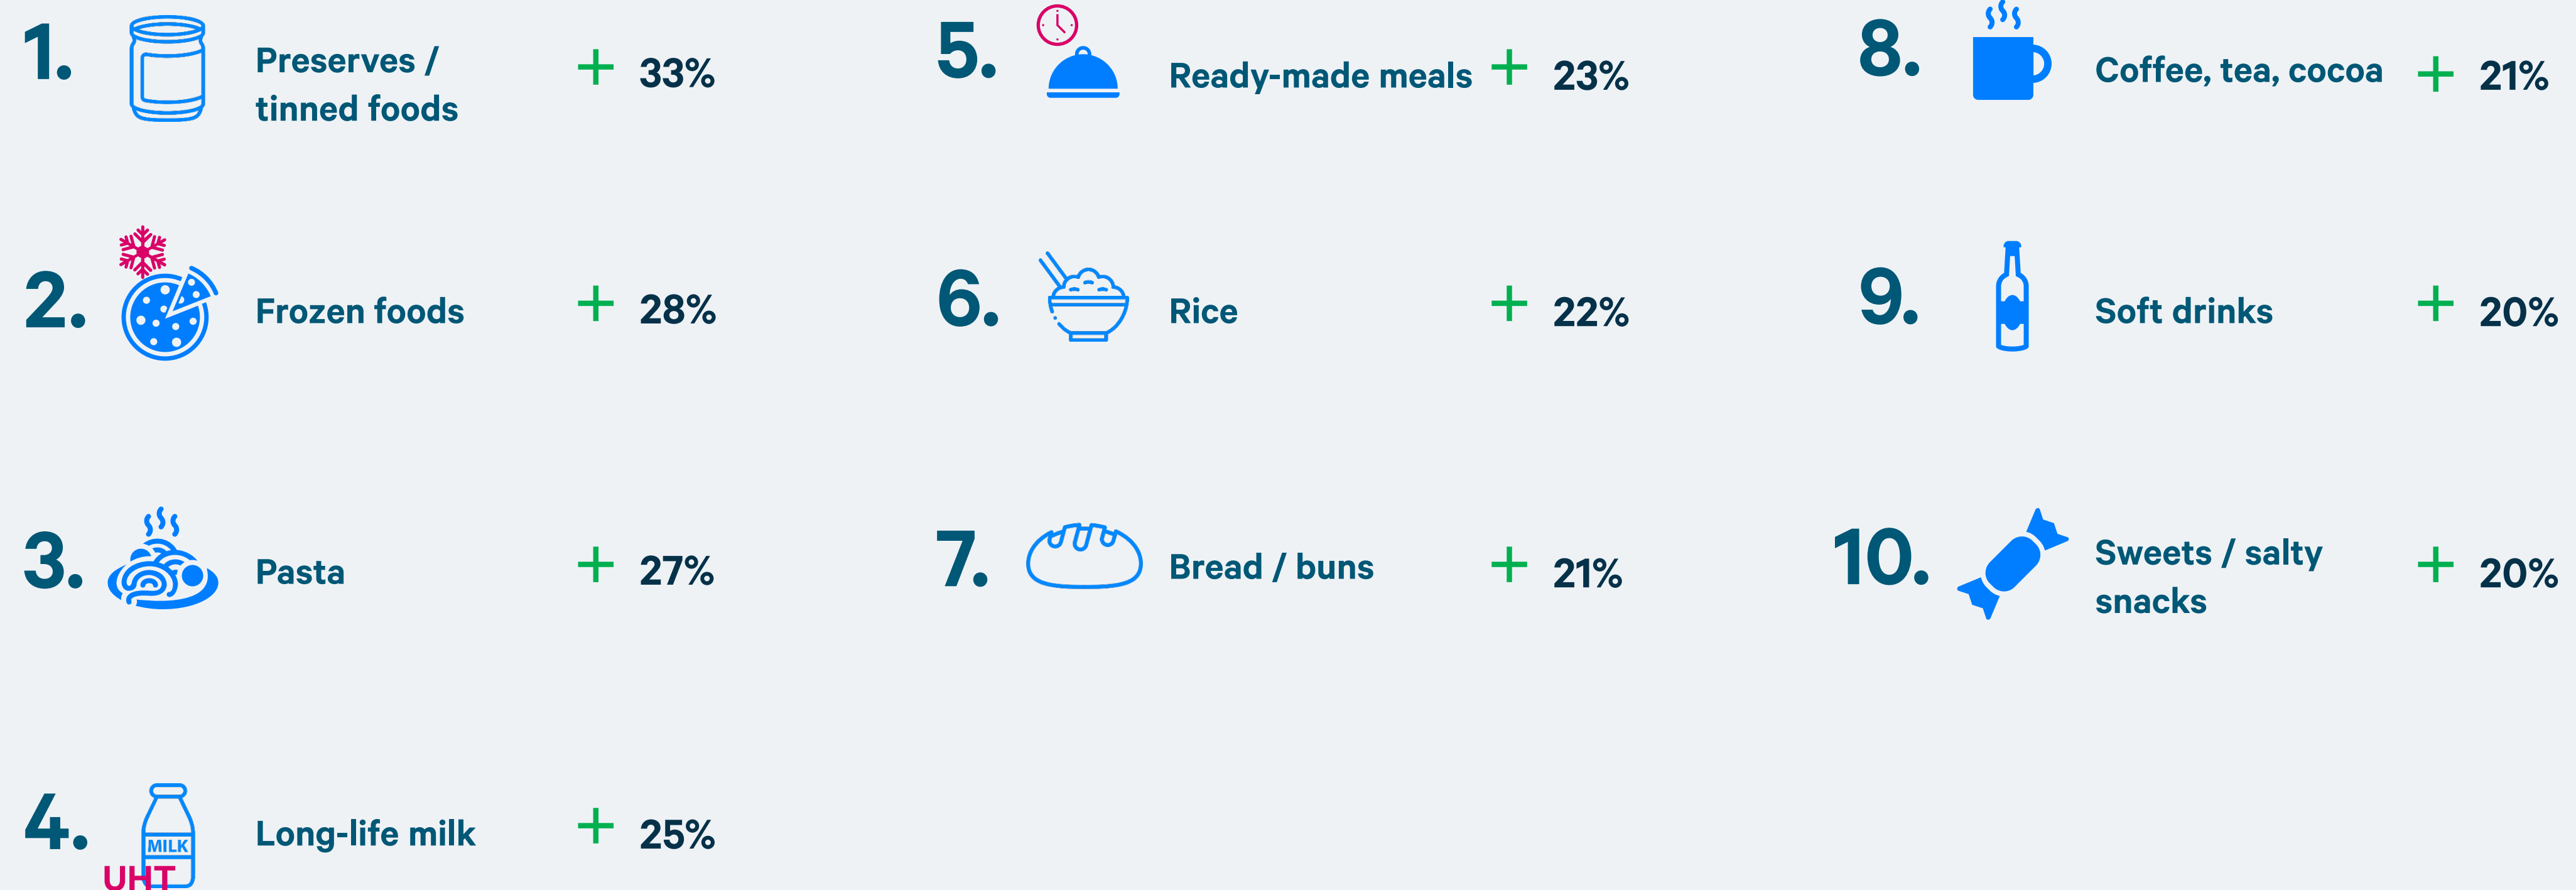 1.
Preserves /
tinned foods
+ 33%
2.
Frozen foods
+ 28%
3.
Pasta
+ 27%
4.
MILK
UHT
Long-life milk
+ 25%
5.
Ready-made meals
+ 23%
6.
Rice
+ 22%
7.
Bread / buns
+ 21%
8.
Coffee, tea, cocoa
+ 21%
9.
Soft drinks
+ 20%
10.
Sweets / salty
snacks
+ 20%